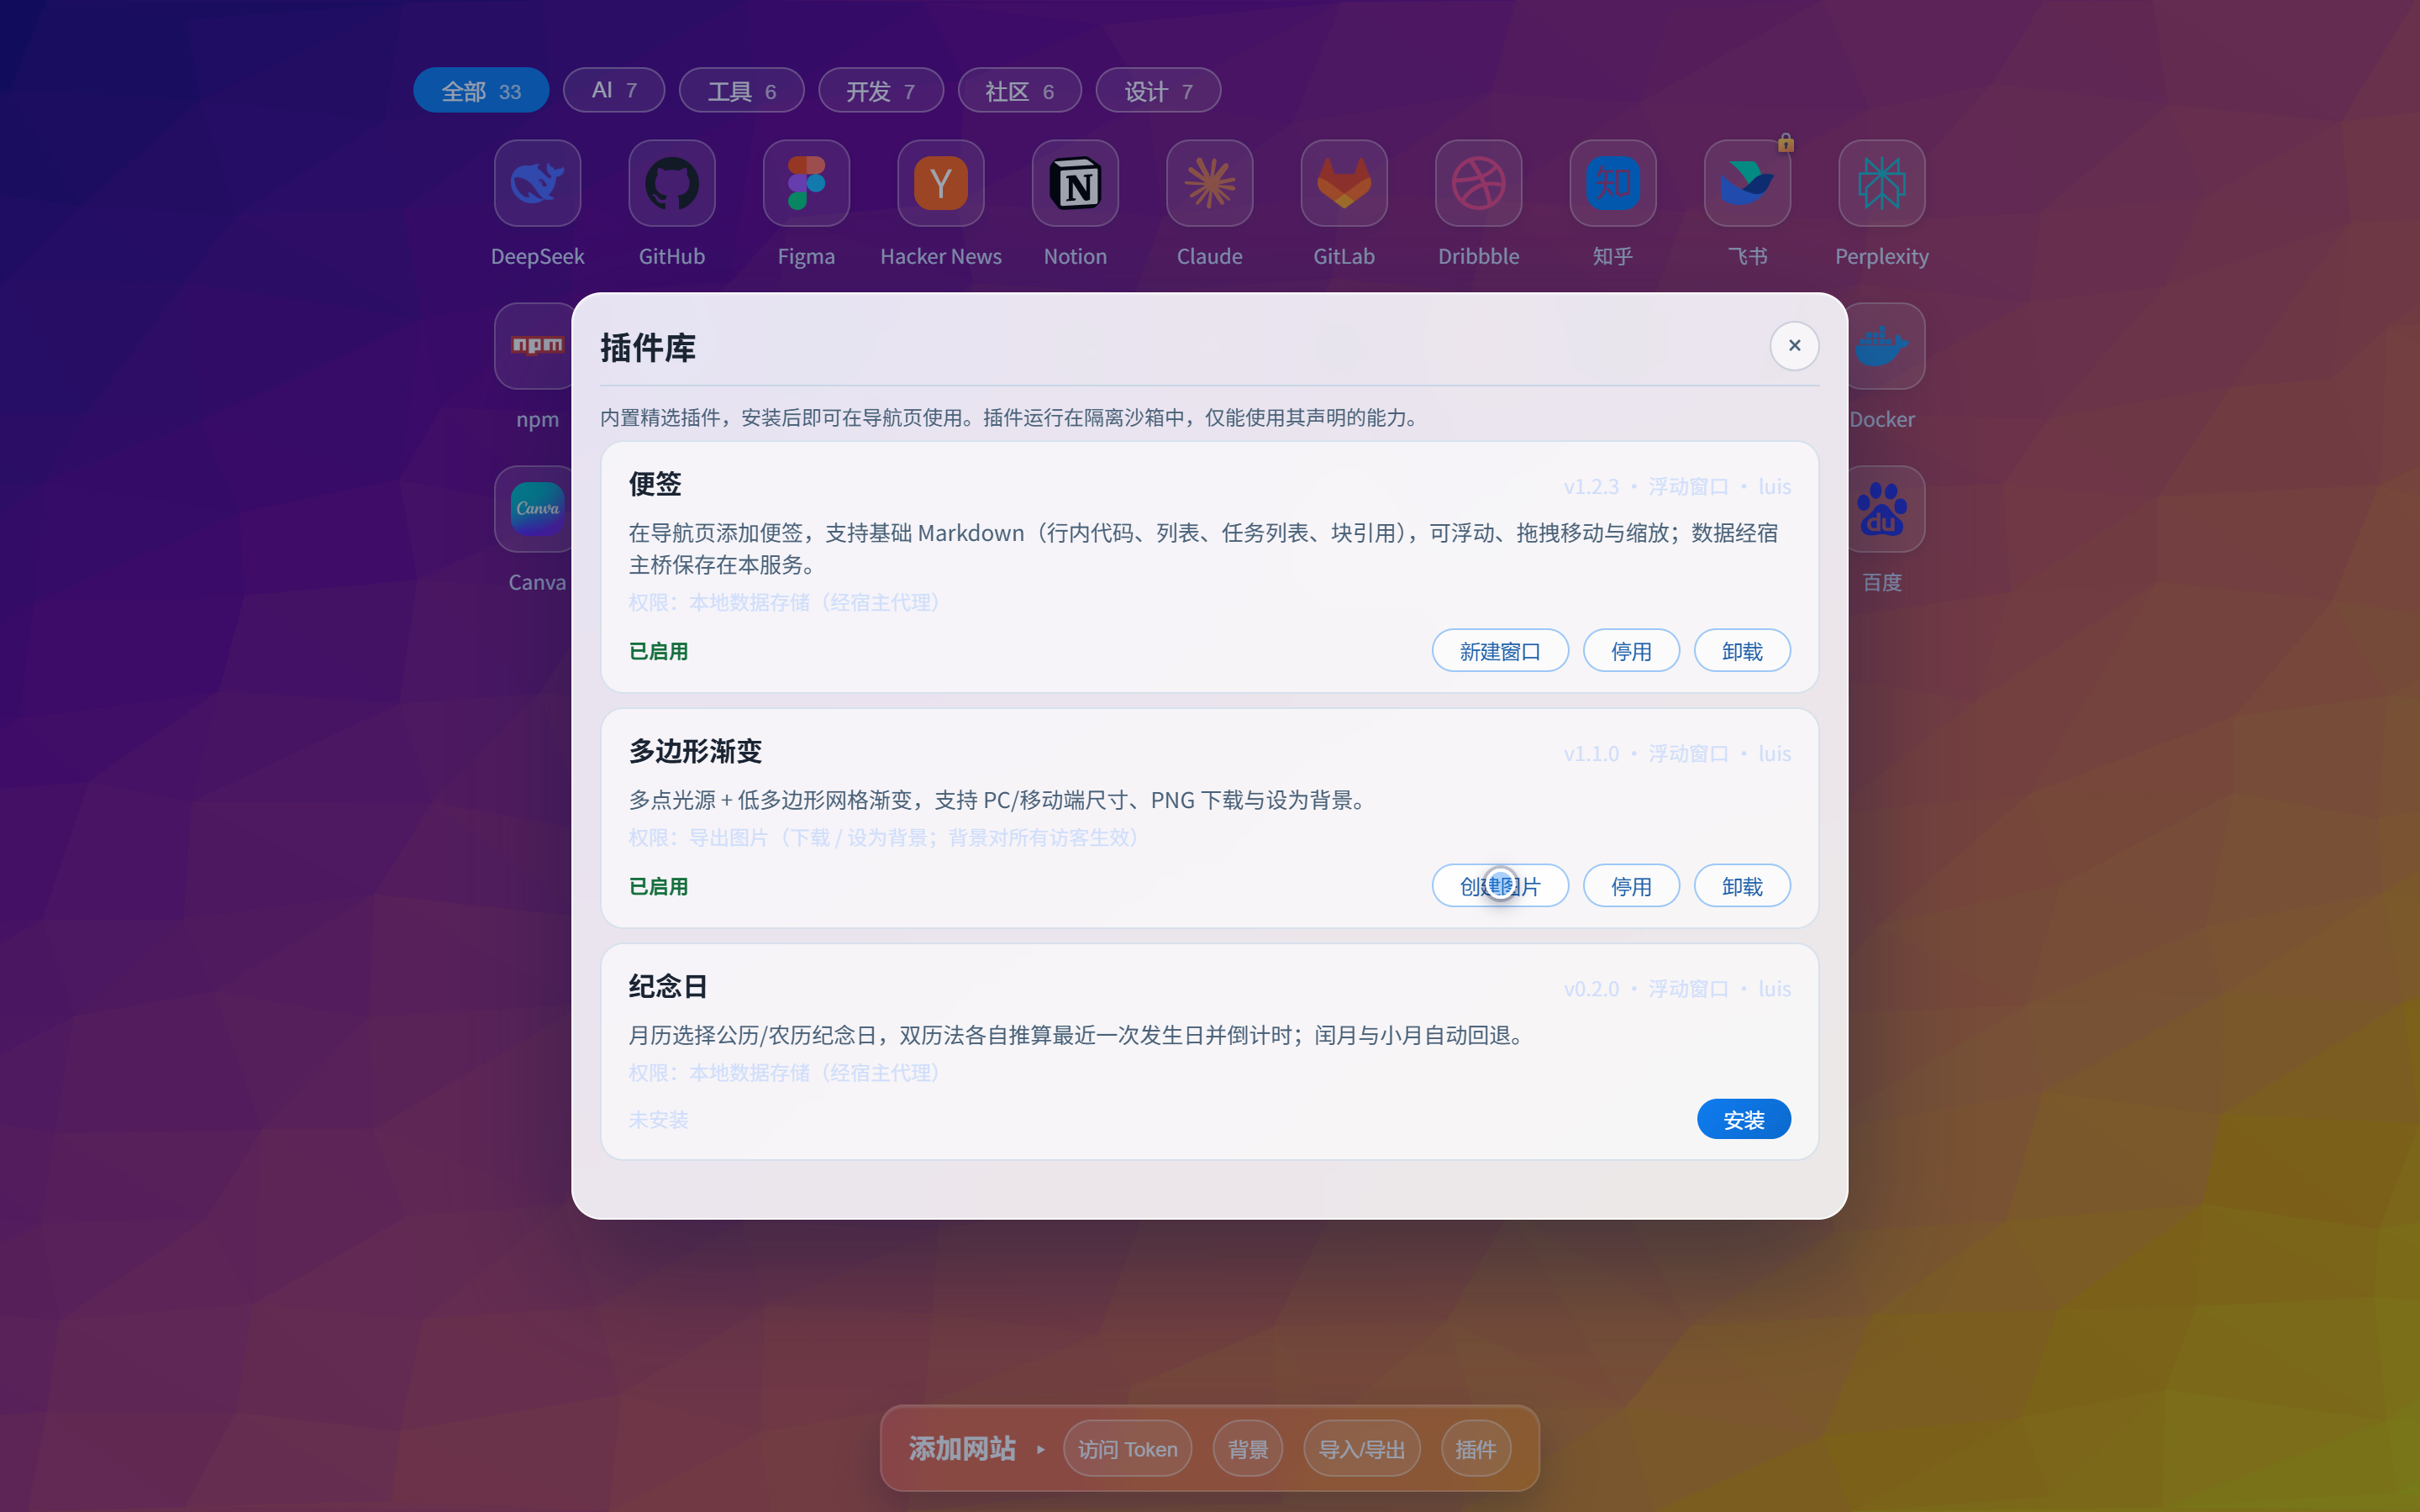 全部 33 AI 7 工具 6 开发 7 社区 6 设计 7
Y N 知
DeepSeek GitHub Figma Hacker News Notion Claude GitLab Dribbble 知乎 飞书 Perplexity
npm
npm Docker
Canva du
Canva 百度
插件库 ×
内置精选插件，安装后即可在导航页使用。插件运行在隔离沙箱中，仅能使用其声明的能力。
便签 v1.2.3 · 浮动窗口 · luis
在导航页添加便签，支持基础 Markdown（行内代码、列表、任务列表、块引用），可浮动、拖拽移动与缩放；数据经宿
主桥保存在本服务。
权限：本地数据存储（经宿主代理）
已启用 新建窗口 停用 卸载
多边形渐变 v1.1.0 · 浮动窗口 · luis
多点光源 + 低多边形网格渐变，支持 PC/移动端尺寸、PNG 下载与设为背景。
权限：导出图片（下载 / 设为背景；背景对所有访客生效）
已启用 创建图片 停用 卸载
纪念日 v0.2.0 · 浮动窗口 · luis
月历选择公历/农历纪念日，双历法各自推算最近一次发生日并倒计时；闰月与小月自动回退。
权限：本地数据存储（经宿主代理）
未安装 安装
添加网站 ▸ 访问 Token 背景 导入/导出 插件